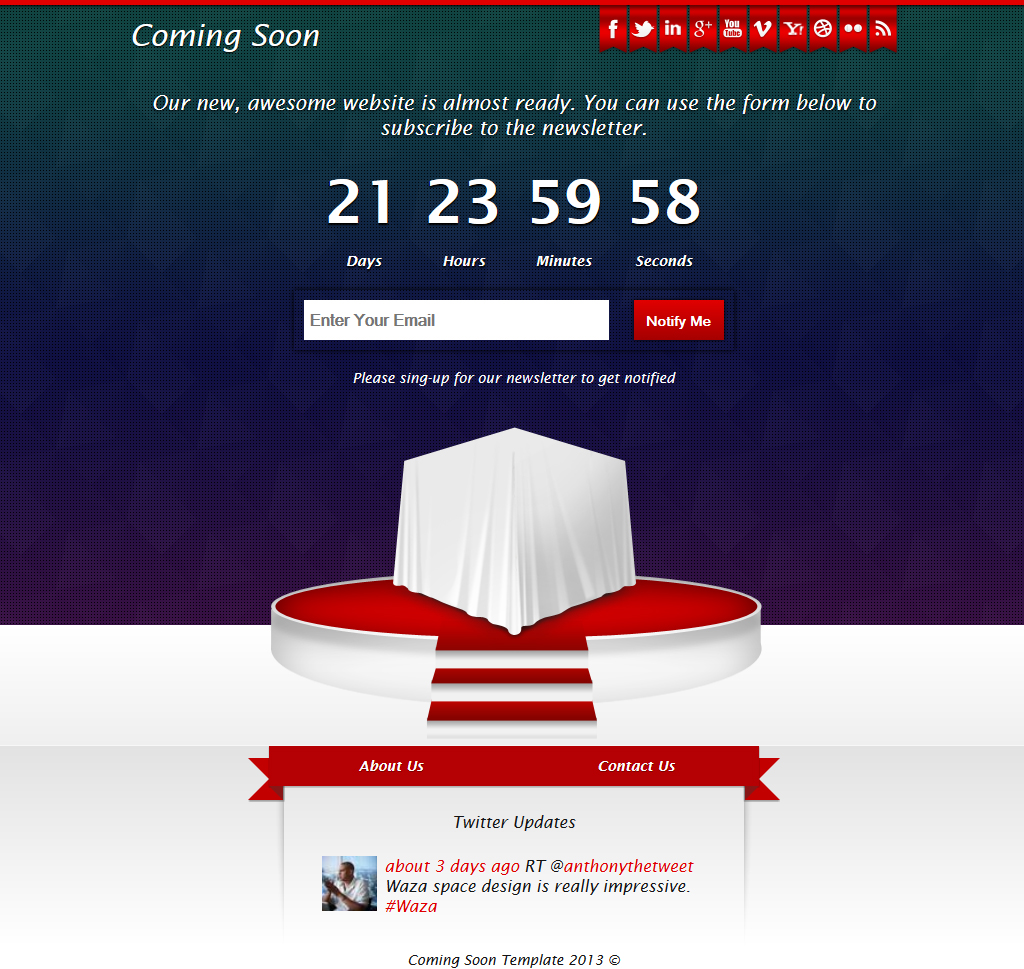 Coming Soon
f in g+ You Tube V Y!
Our new, awesome website is almost ready. You can use the form below to
subscribe to the newsletter.
21 23 59 58
Days Hours Minutes Seconds
Enter Your Email Notify Me
Please sing-up for our newsletter to get notified
About Us Contact Us
Twitter Updates
about 3 days ago RT @anthonythetweet
Waza space design is really impressive.
#Waza
Coming Soon Template 2013 ©